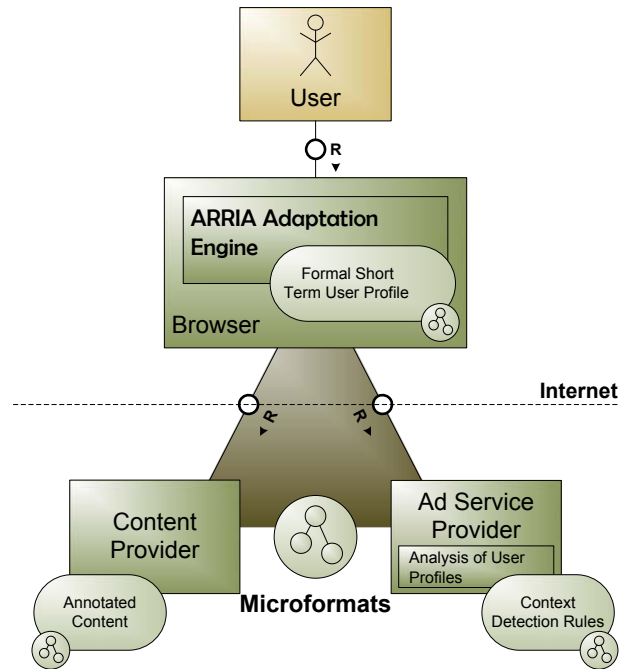 User
R
ARRIA Adaptation
Engine
Formal Short
Term User Profile
Browser
Internet
R
R
Content
Provider
Ad Service
Provider
Analysis of User
Profiles
Annotated
Content
Microformats
Context
Detection Rules